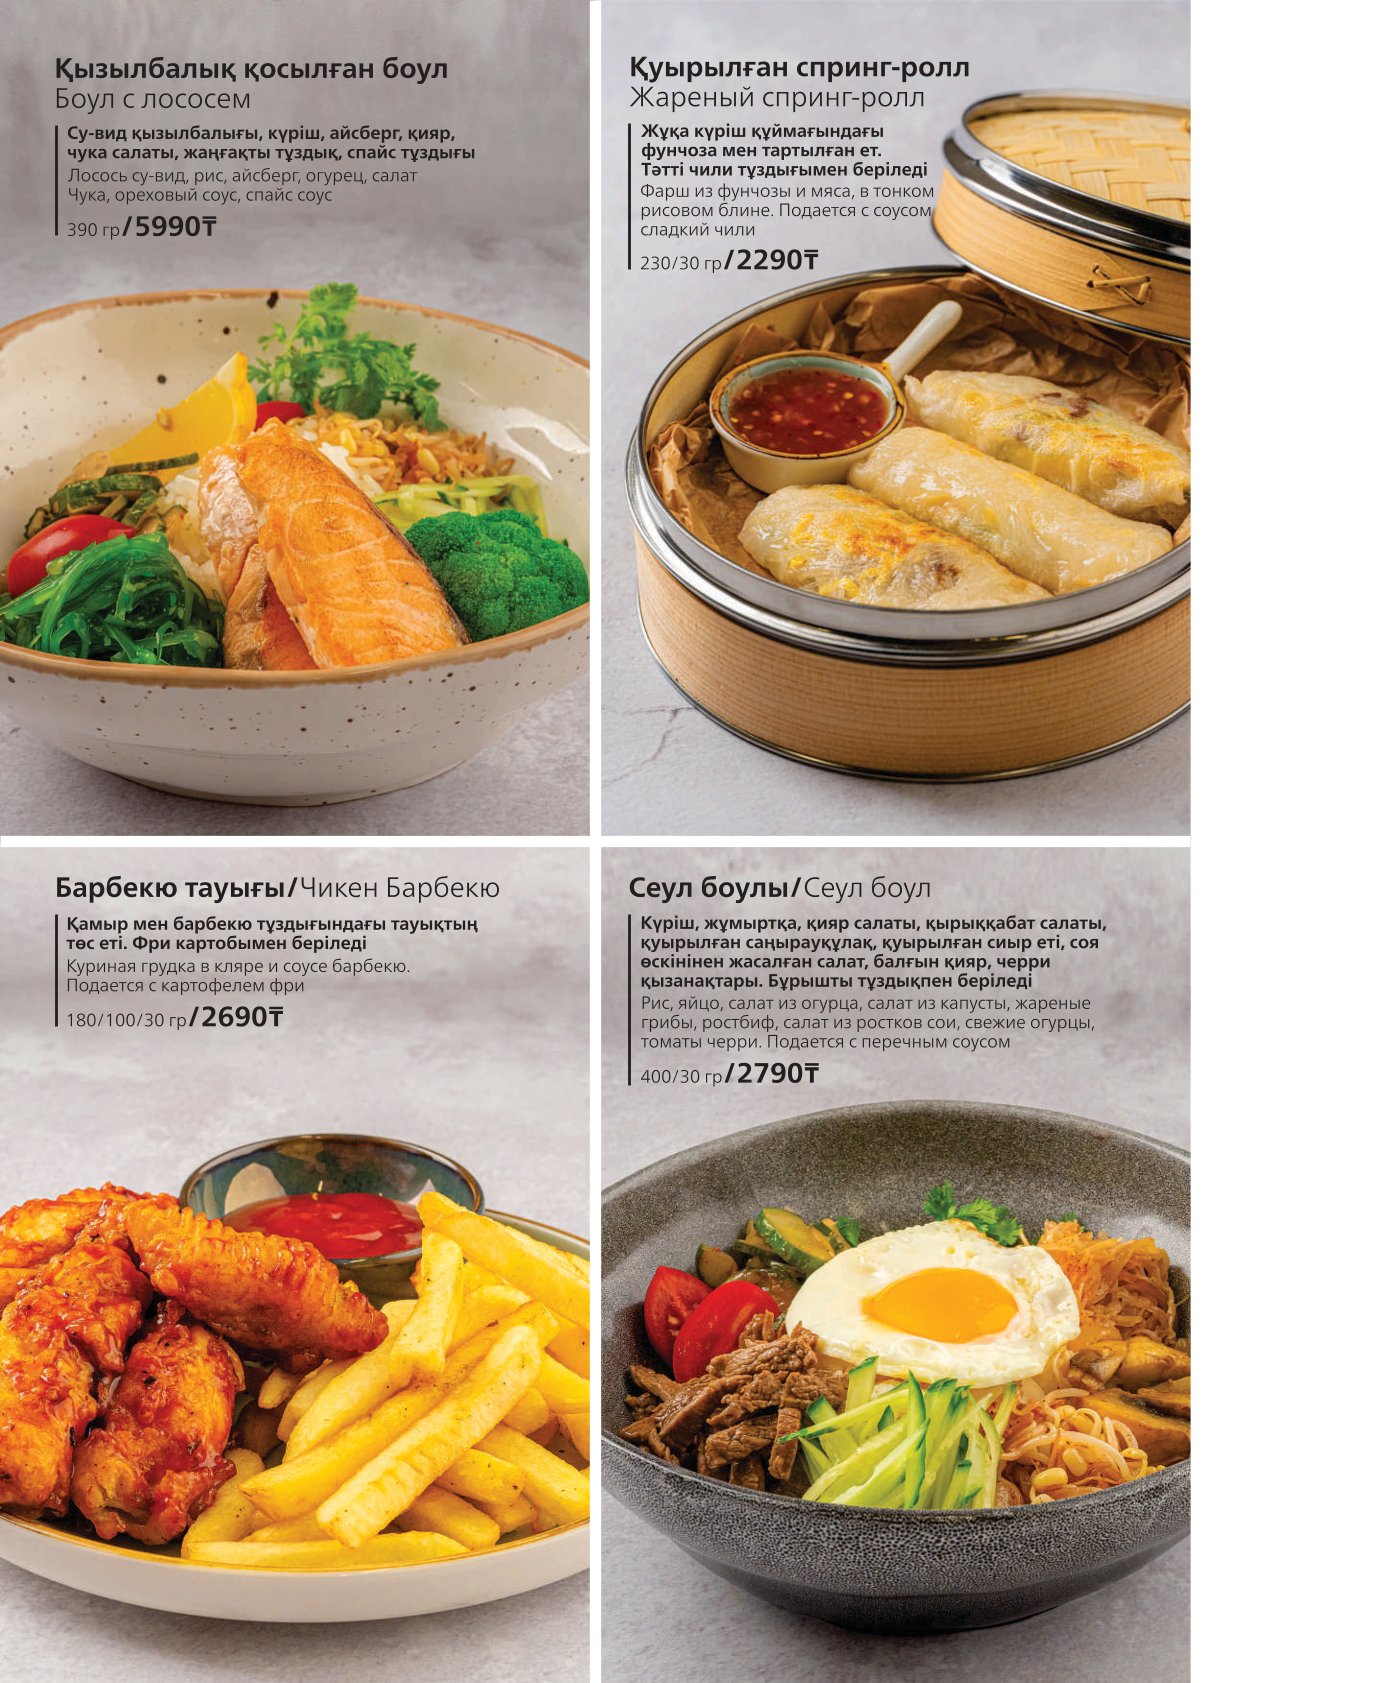 Қызылбалық қосылған боул
Боул с лососем
Су-вид қызылбалығы, күріш, айсберг, қияр,
чука салаты, жаңғақты тұздық, спайс тұздығы
Лосось су-вид, рис, айсберг, огурец, салат
Чука, ореховый соус, спайс соус
390 гр/5990₸
Қуырылған спринг-ролл
Жареный спринг-ролл
Жұқа күріш құймағындағы
фунчоза мен тартылған ет.
Тәтті чили тұздығымен беріледі
Фарш из фунчозы и мяса, в тонком
рисовом блине. Подается с соусом
сладкий чили
230/30 гр/2290₸
Барбекю тауығы/Чикен Барбекю
Қамыр мен барбекю тұздығындағы тауықтың
төс еті. Фри картобымен беріледі
Куриная грудка в кляре и соусе барбекю.
Подается с картофелем фри
180/100/30 гр/2690₸
Сеул боулы/Сеул боул
Күріш, жұмыртқа, қияр салаты, қырыққабат салаты,
қуырылған саңырауқұлақ, қуырылған сиыр еті, соя
өскінінен жасалған салат, балғын қияр, черри
қызанақтары. Бұрышты тұздықпен беріледі
Рис, яйцо, салат из огурца, салат из капусты, жареные
грибы, ростбиф, салат из ростков сои, свежие огурцы,
томаты черри. Подается с перечным соусом
400/30 гр/2790₸